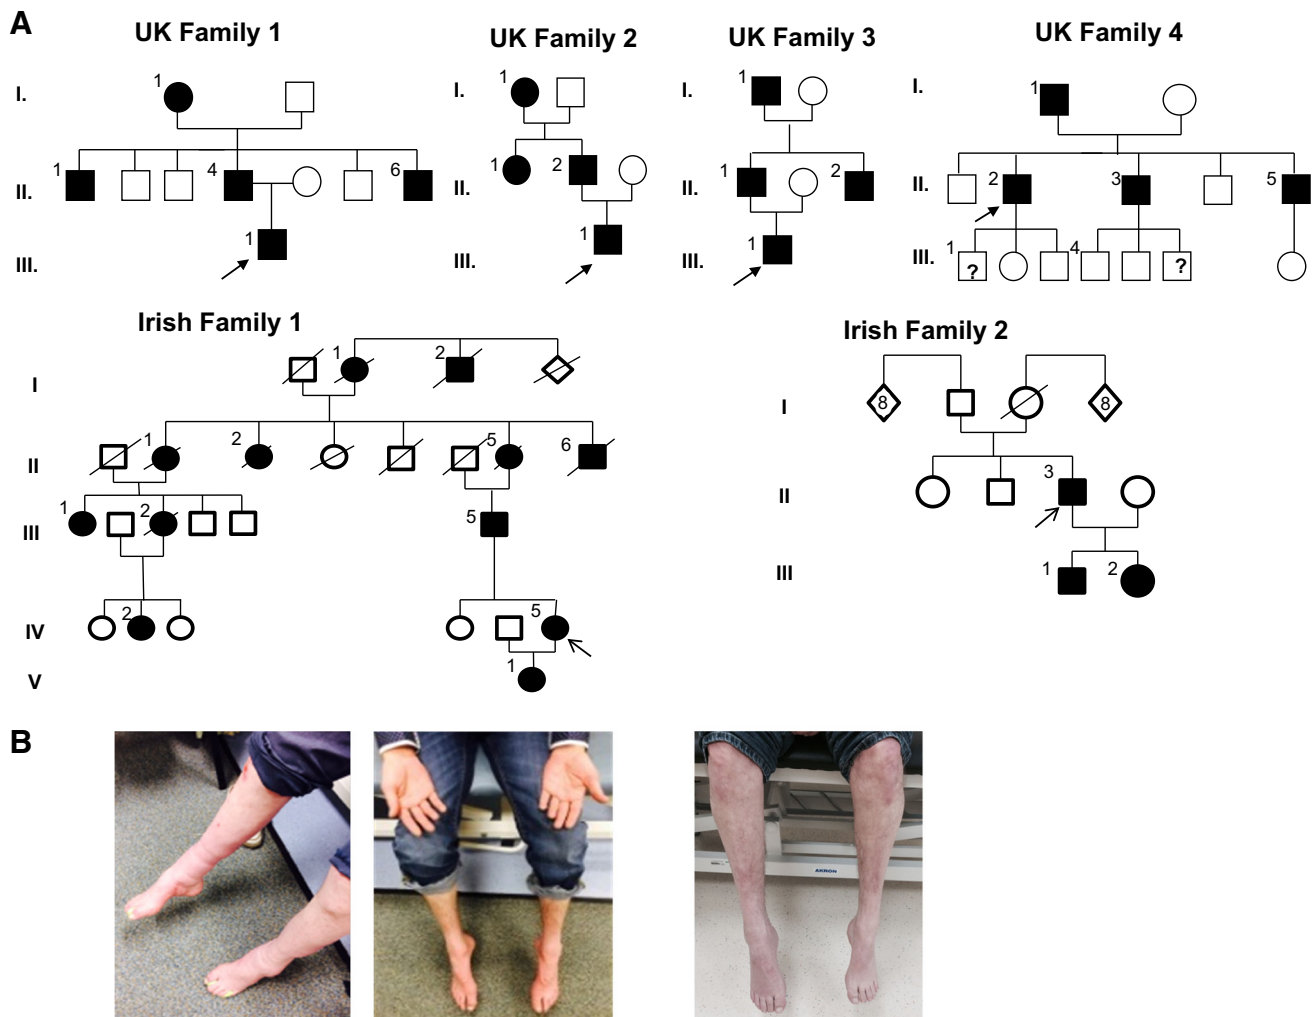 A
UK Family 1
UK Family 2
UK Family 3
UK Family 4
I.
1
I.
1
I.
1
I.
1
II.
1
4
6
II.
1
2
II.
1
2
II.
2
3
5
III.
1
III.
1
III.
1
III.
1
?
4
?
Irish Family 1
I
1
2
II
1
2
5
6
III
1
2
5
IV
2
5
V
1
Irish Family 2
I
8
8
II
3
III
1
2
B
AKRON